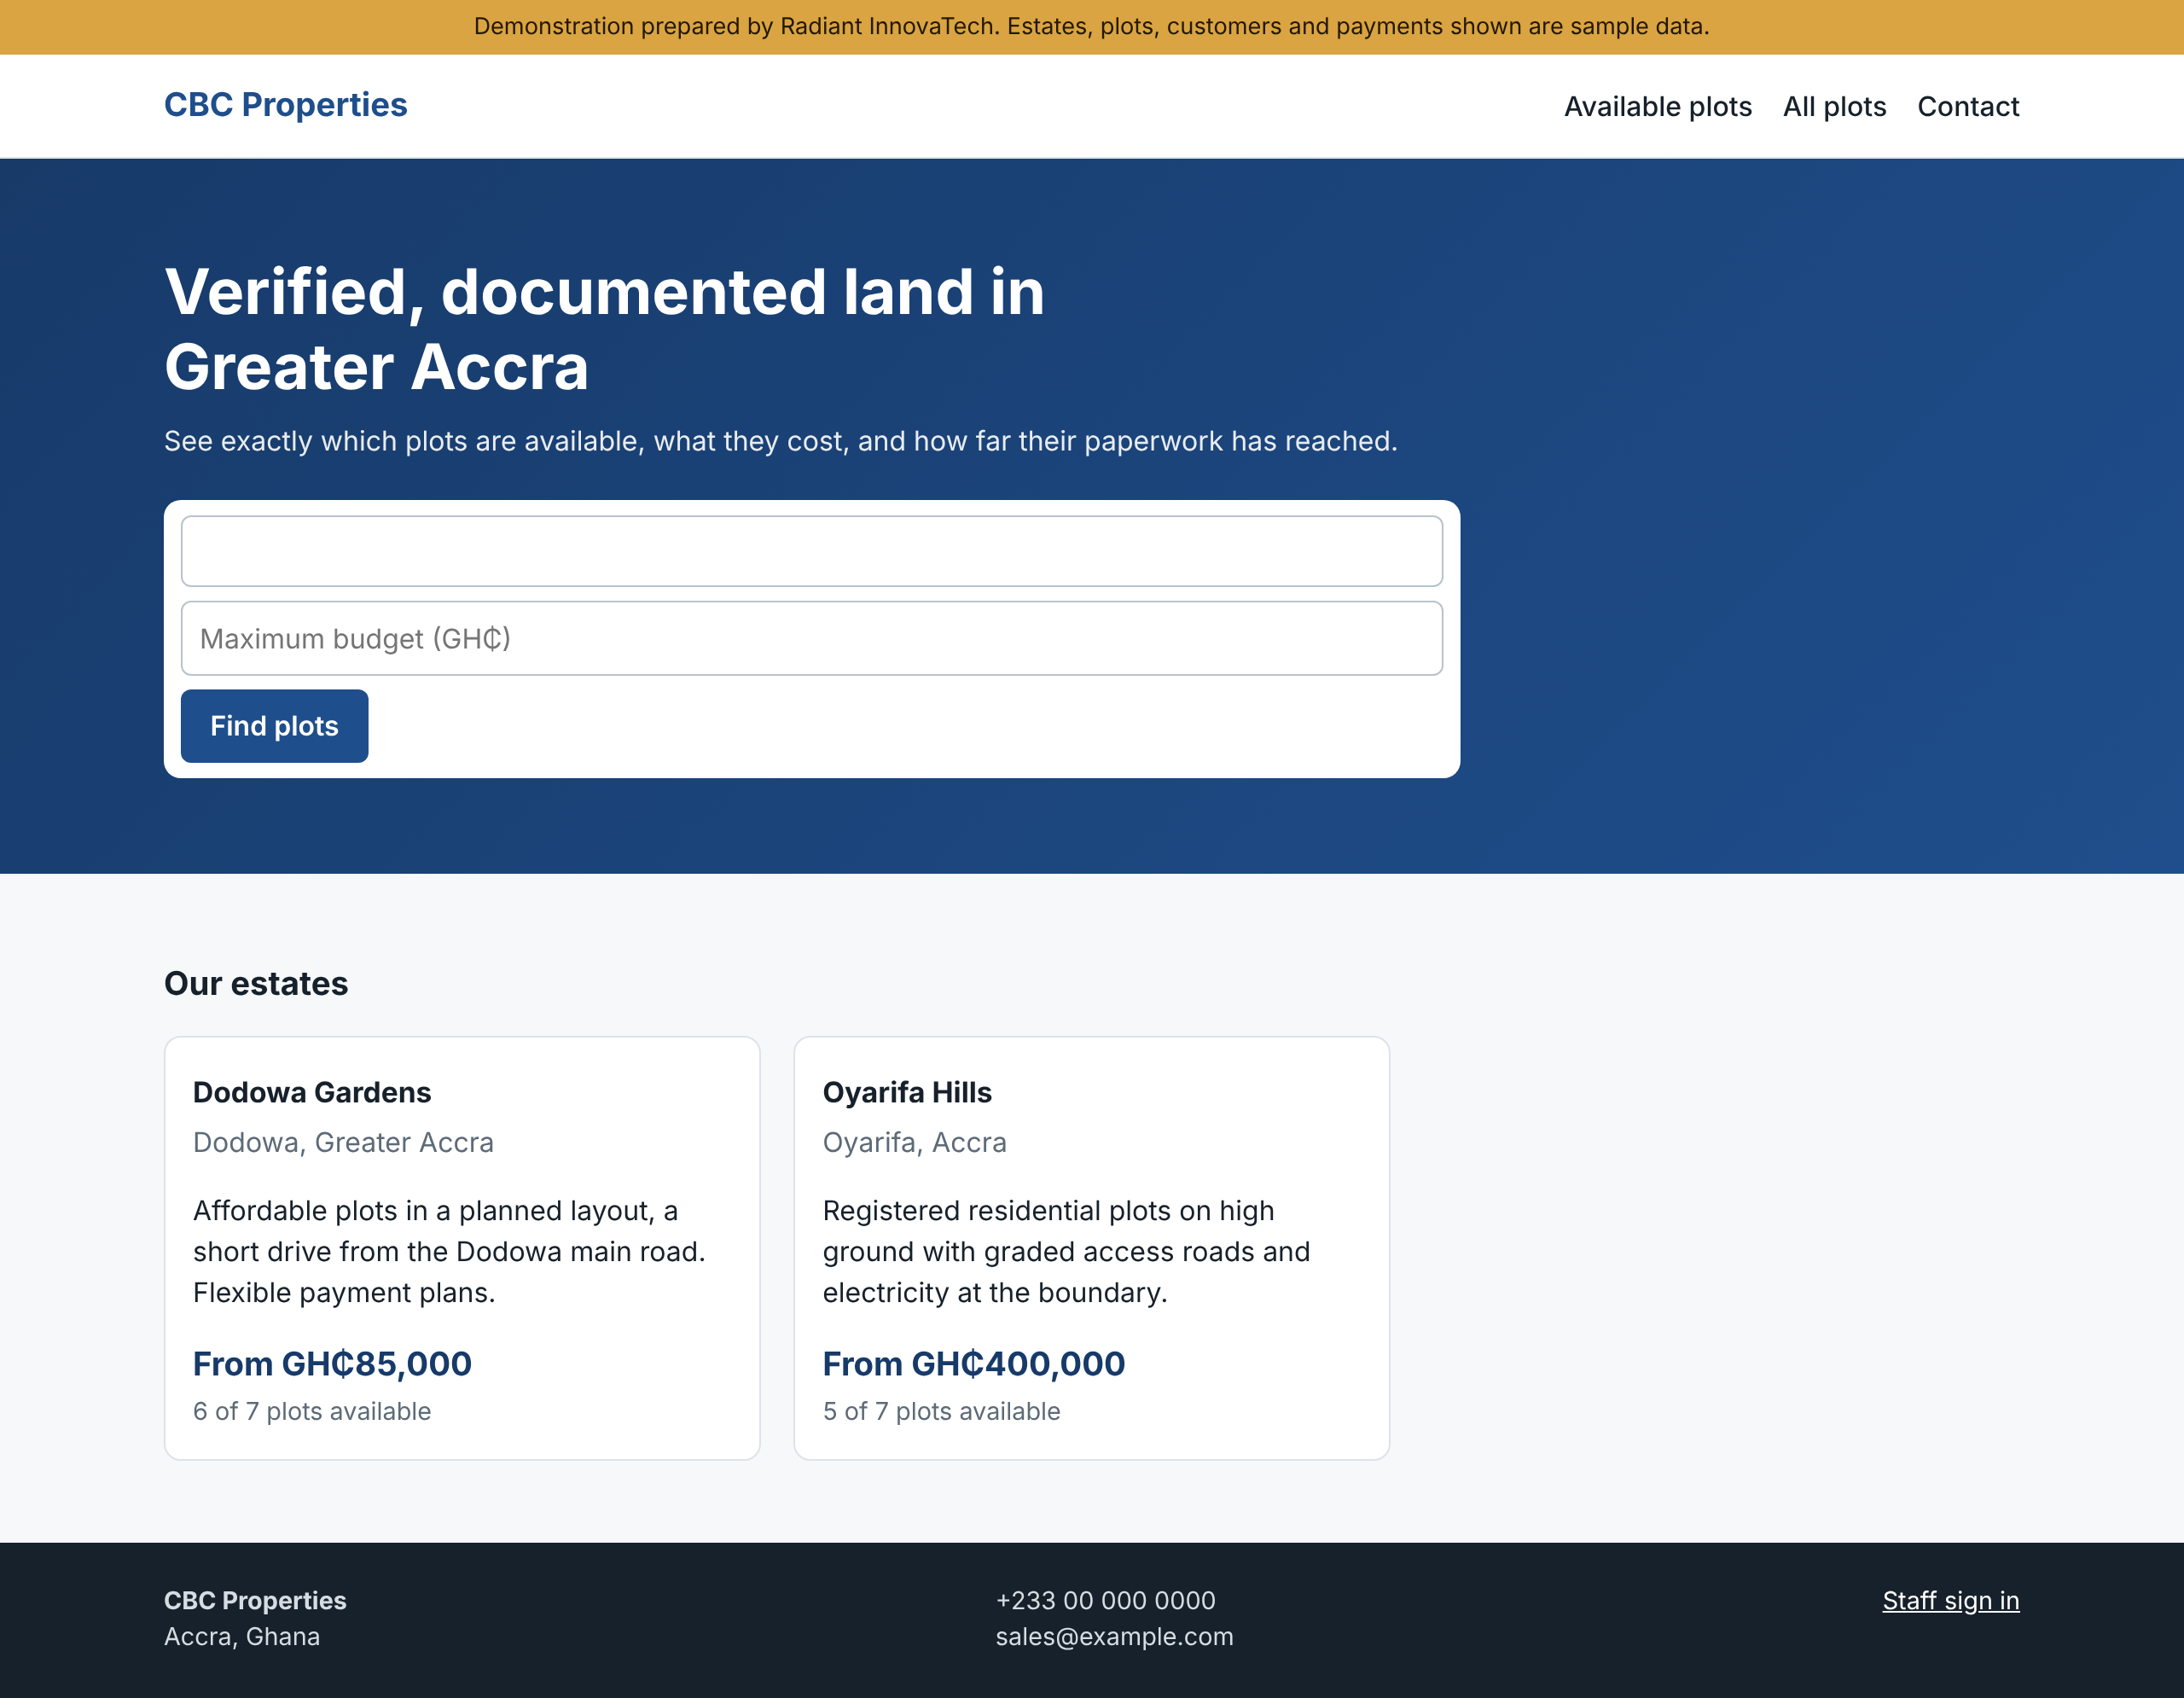 Demonstration prepared by Radiant InnovaTech. Estates, plots, customers and payments shown are sample data.
CBC Properties
Available plots
All plots
Contact
Verified, documented land in
Greater Accra
See exactly which plots are available, what they cost, and how far their paperwork has reached.
Maximum budget (GH₵)
Find plots
Our estates
Dodowa Gardens
Dodowa, Greater Accra
Affordable plots in a planned layout, a
short drive from the Dodowa main road.
Flexible payment plans.
From GH₵85,000
6 of 7 plots available
Oyarifa Hills
Oyarifa, Accra
Registered residential plots on high
ground with graded access roads and
electricity at the boundary.
From GH₵400,000
5 of 7 plots available
CBC Properties
Accra, Ghana
+233 00 000 0000
sales@example.com
Staff sign in